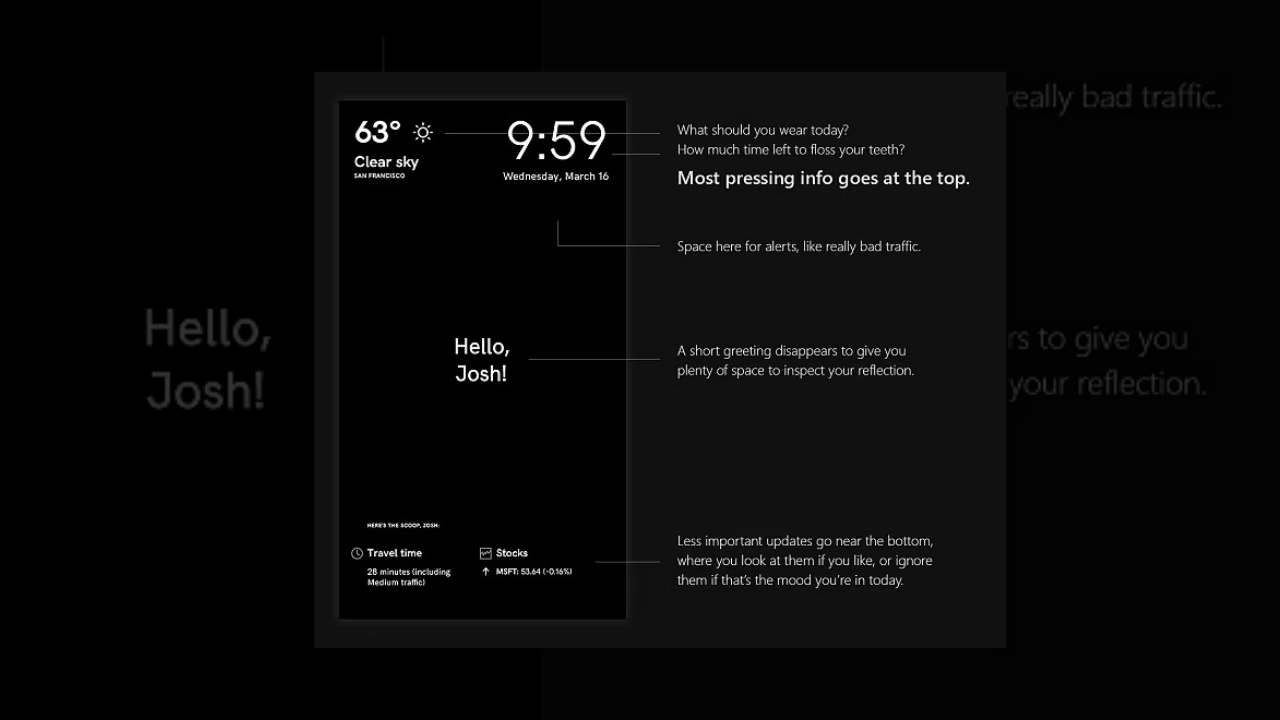 63°
Clear sky
SAN FRANCISCO
9:59
Wednesday, March 16
What should you wear today?
How much time left to floss your teeth?
Most pressing info goes at the top.
Space here for alerts, like really bad traffic.
Hello,
Josh!
A short greeting disappears to give you
plenty of space to inspect your reflection.
HERE'S THE SCOOP, JOSH:
Travel time
28 minutes (including
Medium traffic)
Stocks
MSFT: 53.64 (-0.16%)
Less important updates go near the bottom,
where you look at them if you like, or ignore
them if that's the mood you're in today.
Hello,
Josh!
really bad traffic.
rs to give you
your reflection.